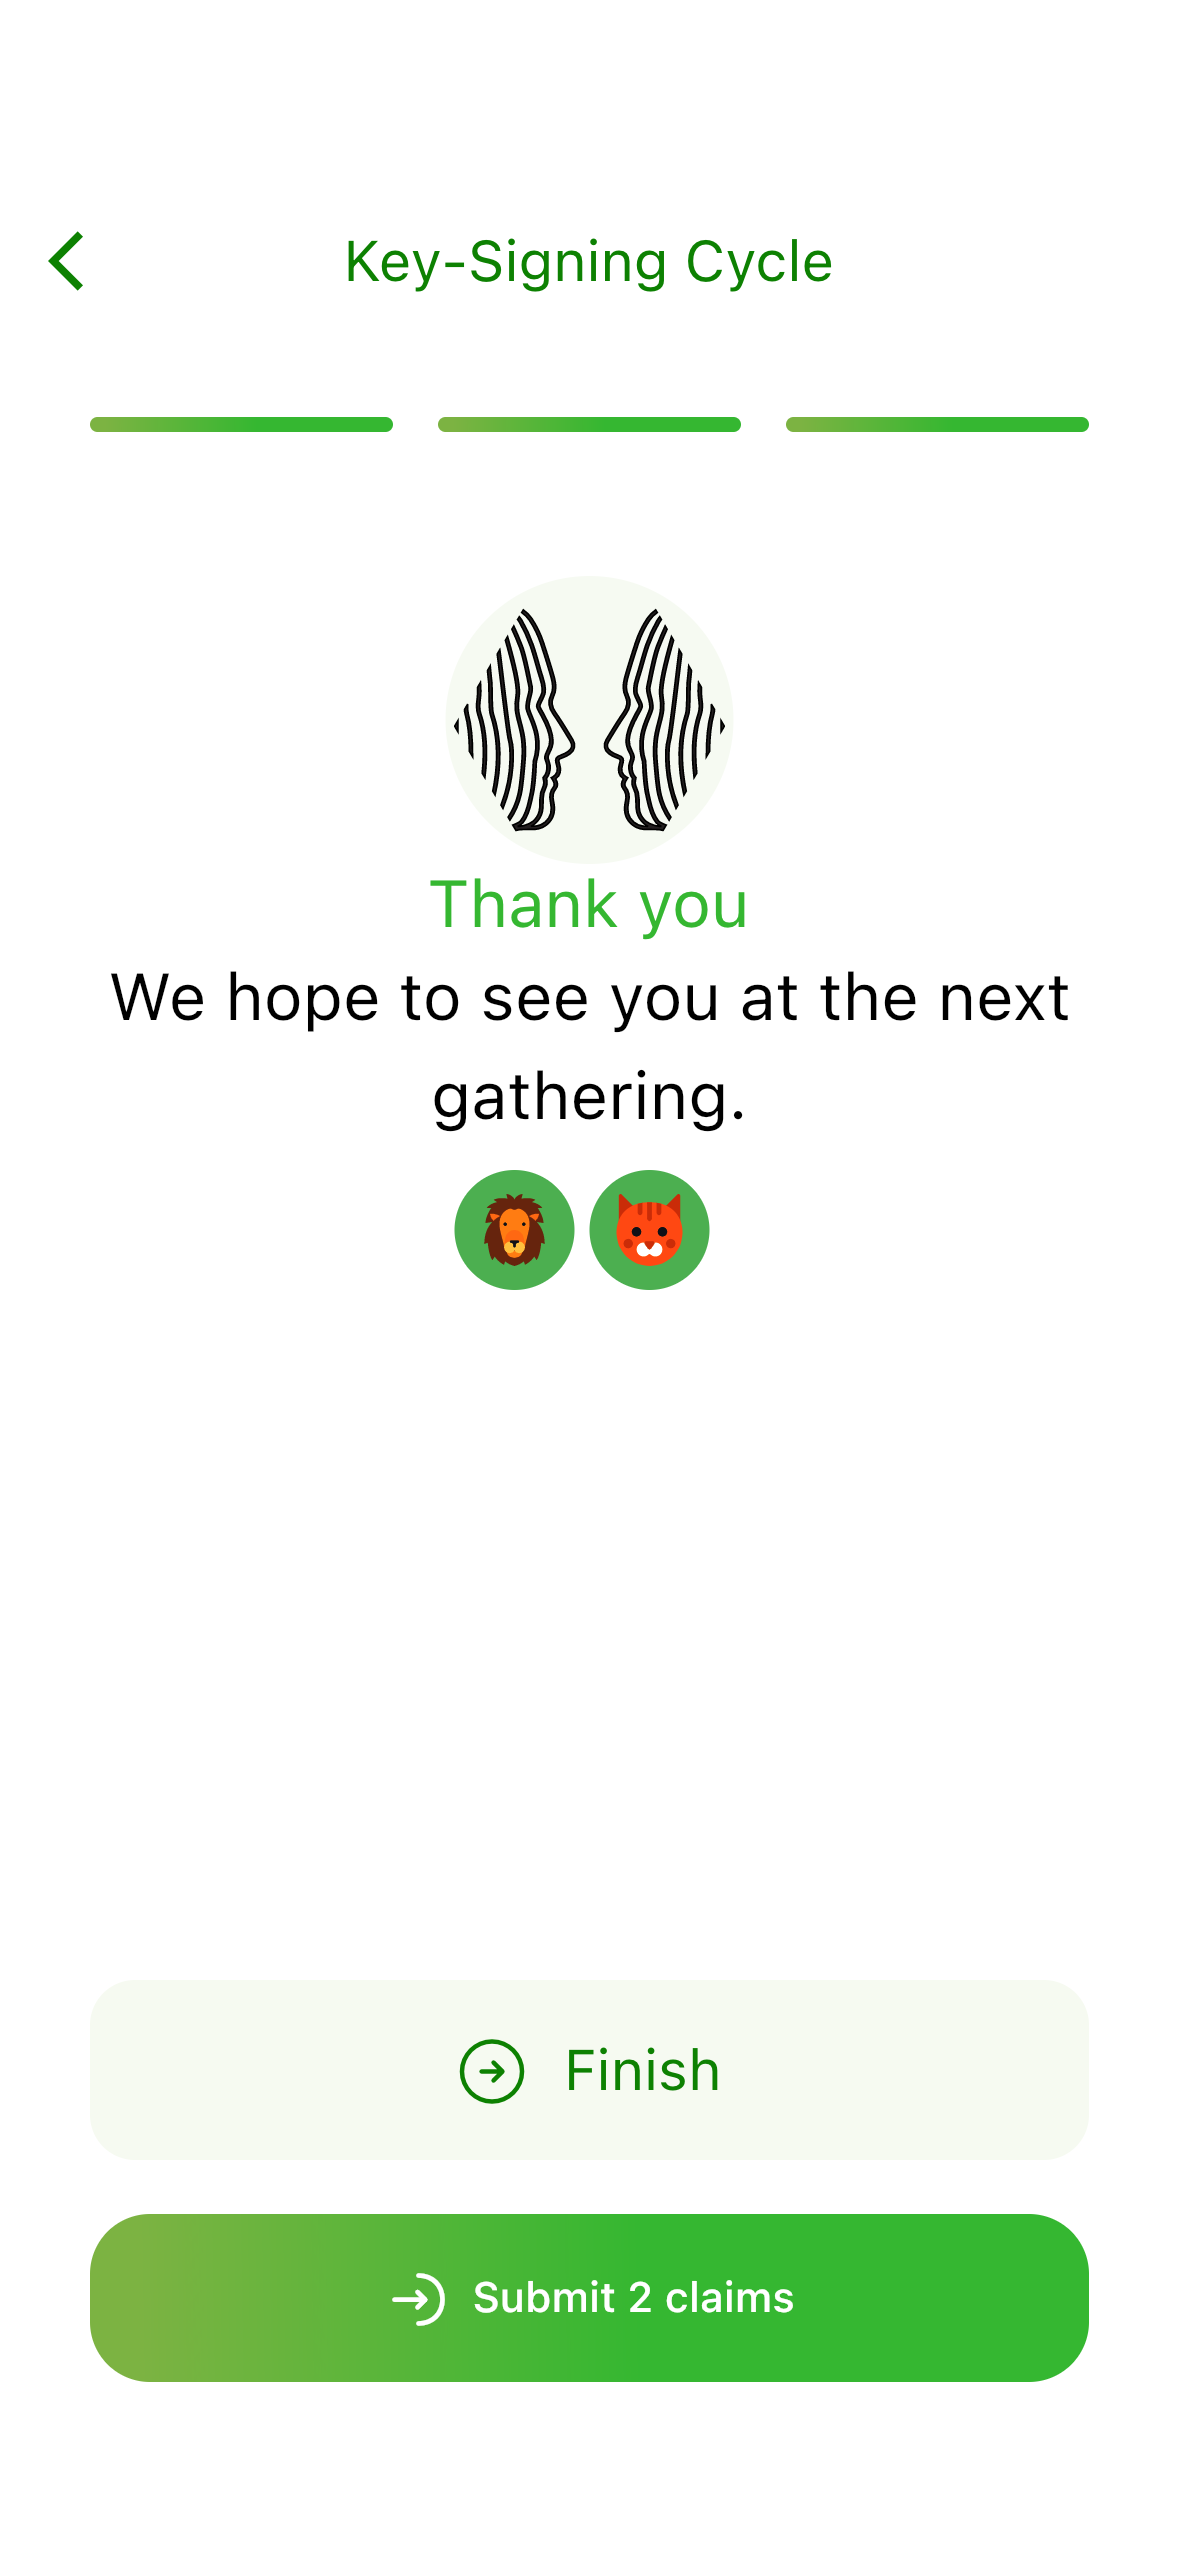 Key-Signing Cycle
Thank you
We hope to see you at the next
gathering.
Finish
Submit 2 claims